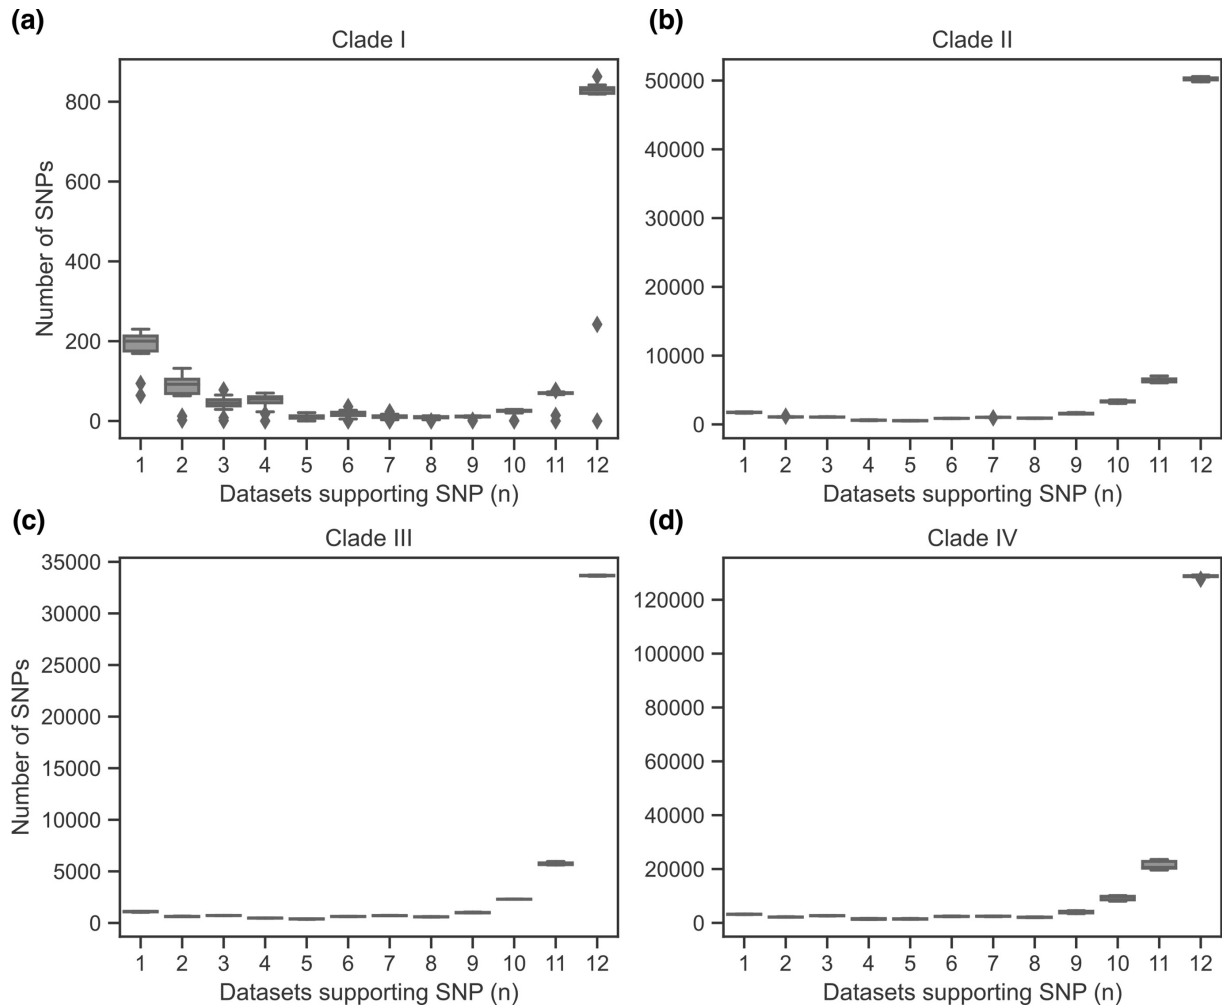 (a)
Clade I
Number of SNPs
800
600
400
200
0
1 2 3 4 5 6 7 8 9 10 11 12
Datasets supporting SNP (n)
(b)
Clade II
50000
40000
30000
20000
10000
0
1 2 3 4 5 6 7 8 9 10 11 12
Datasets supporting SNP (n)
(c)
Clade III
Number of SNPs
35000
30000
25000
20000
15000
10000
5000
0
1 2 3 4 5 6 7 8 9 10 11 12
Datasets supporting SNP (n)
(d)
Clade IV
120000
100000
80000
60000
40000
20000
0
1 2 3 4 5 6 7 8 9 10 11 12
Datasets supporting SNP (n)